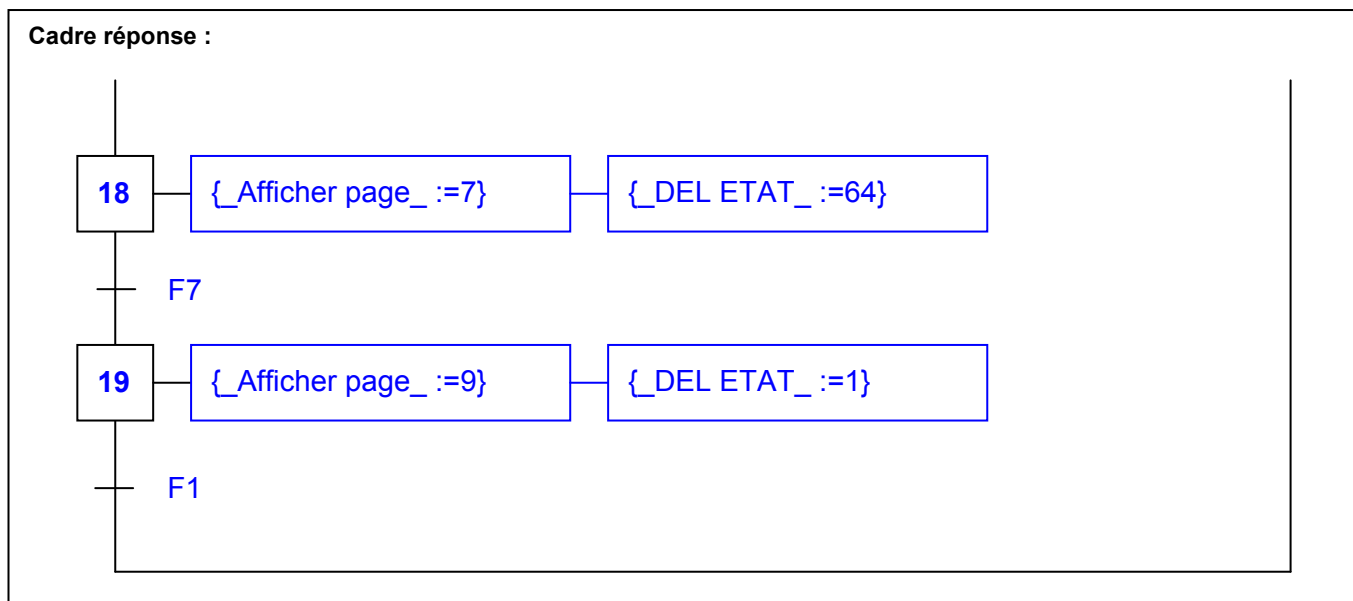 Cadre réponse :
18 {_Afficher page_ :=7} {_DEL ETAT_ :=64}
F7
19 {_Afficher page_ :=9} {_DEL ETAT_ :=1}
F1